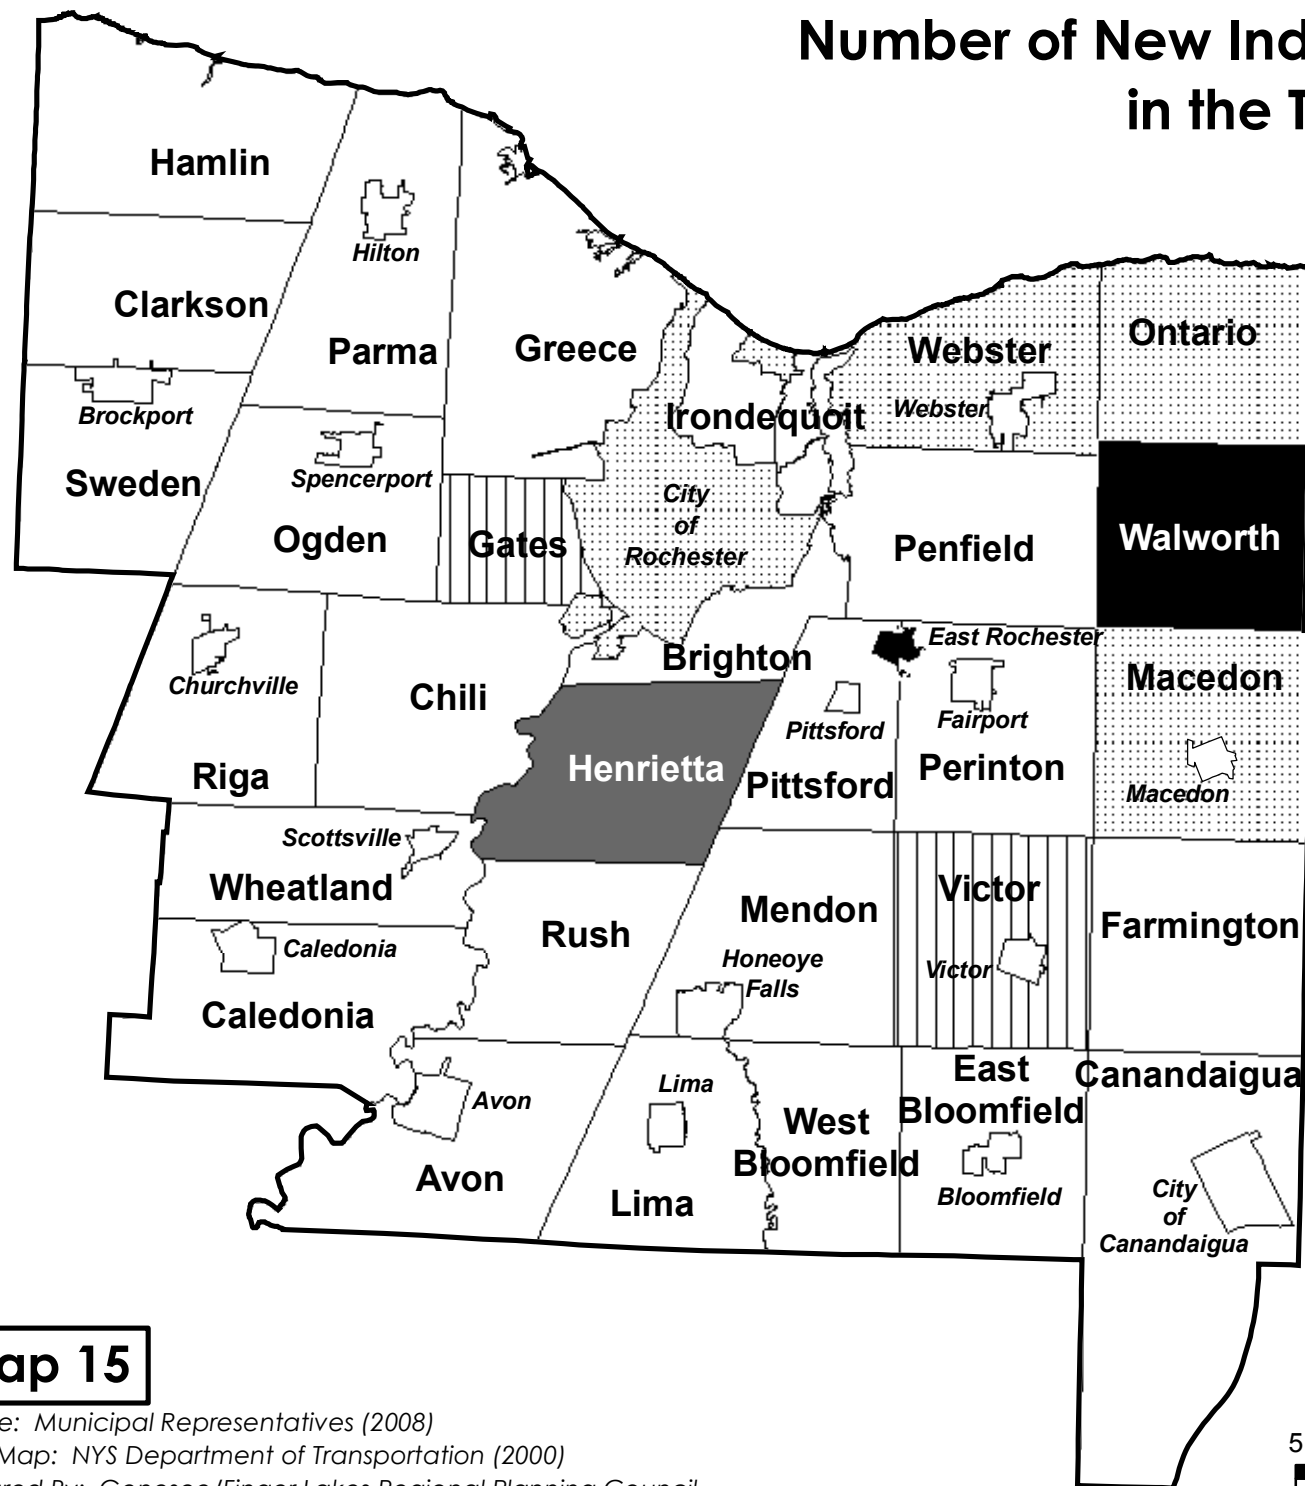 Number of New Ind
in the T
Hamlin
Hilton
Clarkson
Parma
Greece
Webster
Ontario
Brockport
Irondequoit
Webster
Sweden
Spencerport
City
of
Rochester
Ogden
Gates
Penfield
Walworth
East Rochester
Brighton
Churchville
Chili
Macedon
Pittsford
Fairport
Henrietta
Riga
Pittsford
Perinton
Macedon
Scottsville
Wheatland
Victor
Mendon
Farmington
Rush
Caledonia
Honeoye
Falls
Victor
Caledonia
East
Bloomfield
Canandaigua
Lima
Avon
West
Bloomfield
Avon
Lima
Bloomfield
City
of
Canandaigua
ap 15
e: Municipal Representatives (2008)
Map: NYS Department of Transportation (2000)
5